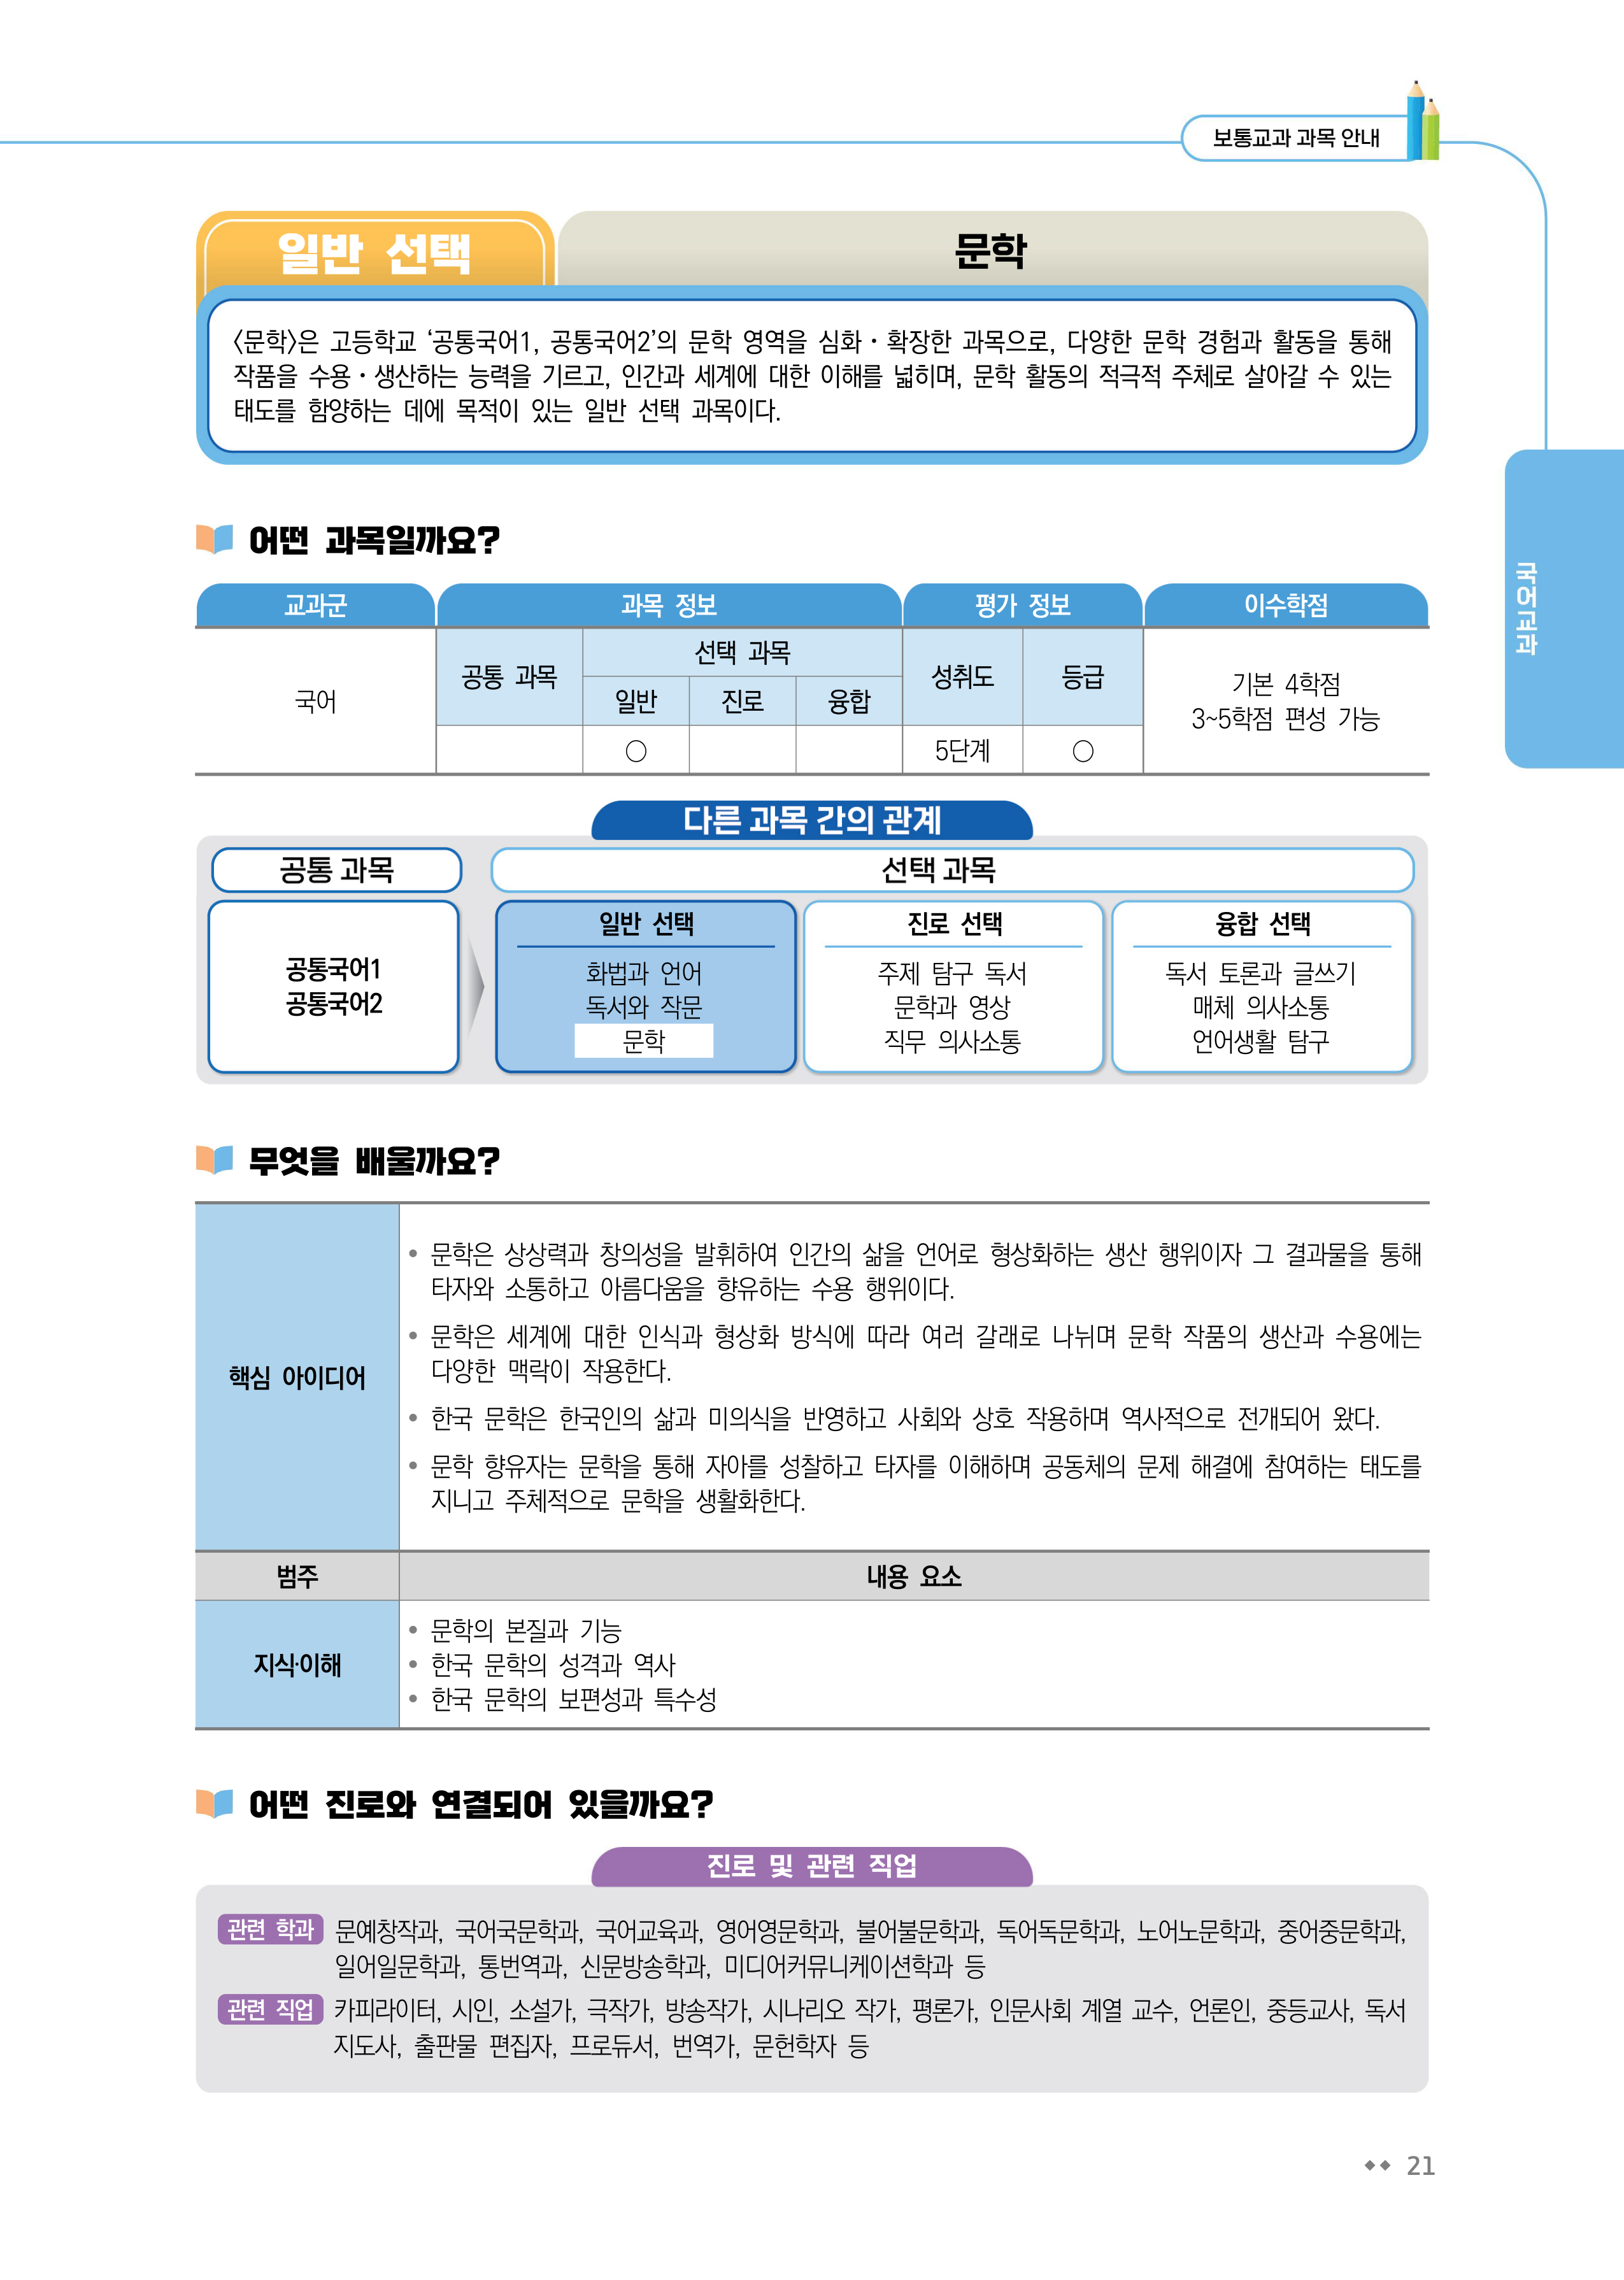 보통교과 과목 안내
일반 선택
문학
〈문학〉은 고등학교 ‘공통국어1, 공통국어2’의 문학 영역을 심화・확장한 과목으로, 다양한 문학 경험과 활동을 통해
작품을 수용・생산하는 능력을 기르고, 인간과 세계에 대한 이해를 넓히며, 문학 활동의 적극적 주체로 살아갈 수 있는
태도를 함양하는 데에 목적이 있는 일반 선택 과목이다.
국어교과
어떤 과목일까요?
교과군 과목 정보 평가 정보 이수학점
국어
공통 과목
선택 과목
일반 진로 융합
성취도 등급
기본 4학점
3~5학점 편성 가능
○ 5단계 ○
다른 과목 간의 관계
공통 과목
선택 과목
공통국어1
공통국어2
일반 선택
화법과 언어
독서와 작문
문학
진로 선택
주제 탐구 독서
문학과 영상
직무 의사소통
융합 선택
독서 토론과 글쓰기
매체 의사소통
언어생활 탐구
무엇을 배울까요?
핵심 아이디어
• 문학은 상상력과 창의성을 발휘하여 인간의 삶을 언어로 형상화하는 생산 행위이자 그 결과물을 통해
타자와 소통하고 아름다움을 향유하는 수용 행위이다.
• 문학은 세계에 대한 인식과 형상화 방식에 따라 여러 갈래로 나뉘며 문학 작품의 생산과 수용에는
다양한 맥락이 작용한다.
• 한국 문학은 한국인의 삶과 미의식을 반영하고 사회와 상호 작용하며 역사적으로 전개되어 왔다.
• 문학 향유자는 문학을 통해 자아를 성찰하고 타자를 이해하며 공동체의 문제 해결에 참여하는 태도를
지니고 주체적으로 문학을 생활화한다.
범주 내용 요소
지식·이해
• 문학의 본질과 기능
• 한국 문학의 성격과 역사
• 한국 문학의 보편성과 특수성
어떤 진로와 연결되어 있을까요?
진로 및 관련 직업
관련 학과 문예창작과, 국어국문학과, 국어교육과, 영어영문학과, 불어불문학과, 독어독문학과, 노어노문학과, 중어중문학과,
일어일문학과, 통번역과, 신문방송학과, 미디어커뮤니케이션학과 등
관련 직업 카피라이터, 시인, 소설가, 극작가, 방송작가, 시나리오 작가, 평론가, 인문사회 계열 교수, 언론인, 중등교사, 독서
지도사, 출판물 편집자, 프로듀서, 번역가, 문헌학자 등
21